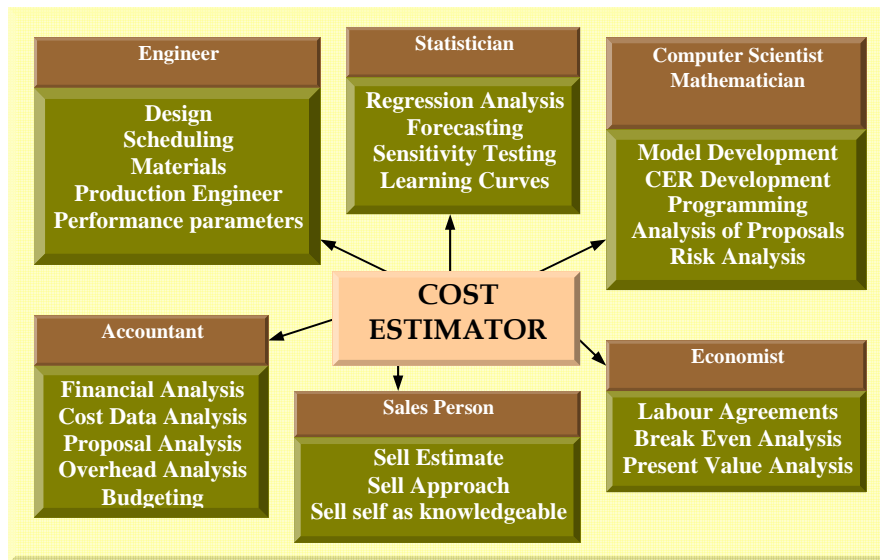 Engineer
Design
Scheduling
Materials
Production Engineer
Performance parameters
Statistician
Regression Analysis
Forecasting
Sensitivity Testing
Learning Curves
Computer Scientist
Mathematician
Model Development
CER Development
Programming
Analysis of Proposals
Risk Analysis
COST
ESTIMATOR
Accountant
Financial Analysis
Cost Data Analysis
Proposal Analysis
Overhead Analysis
Budgeting
Sales Person
Sell Estimate
Sell Approach
Sell self as knowledgeable
Economist
Labour Agreements
Break Even Analysis
Present Value Analysis